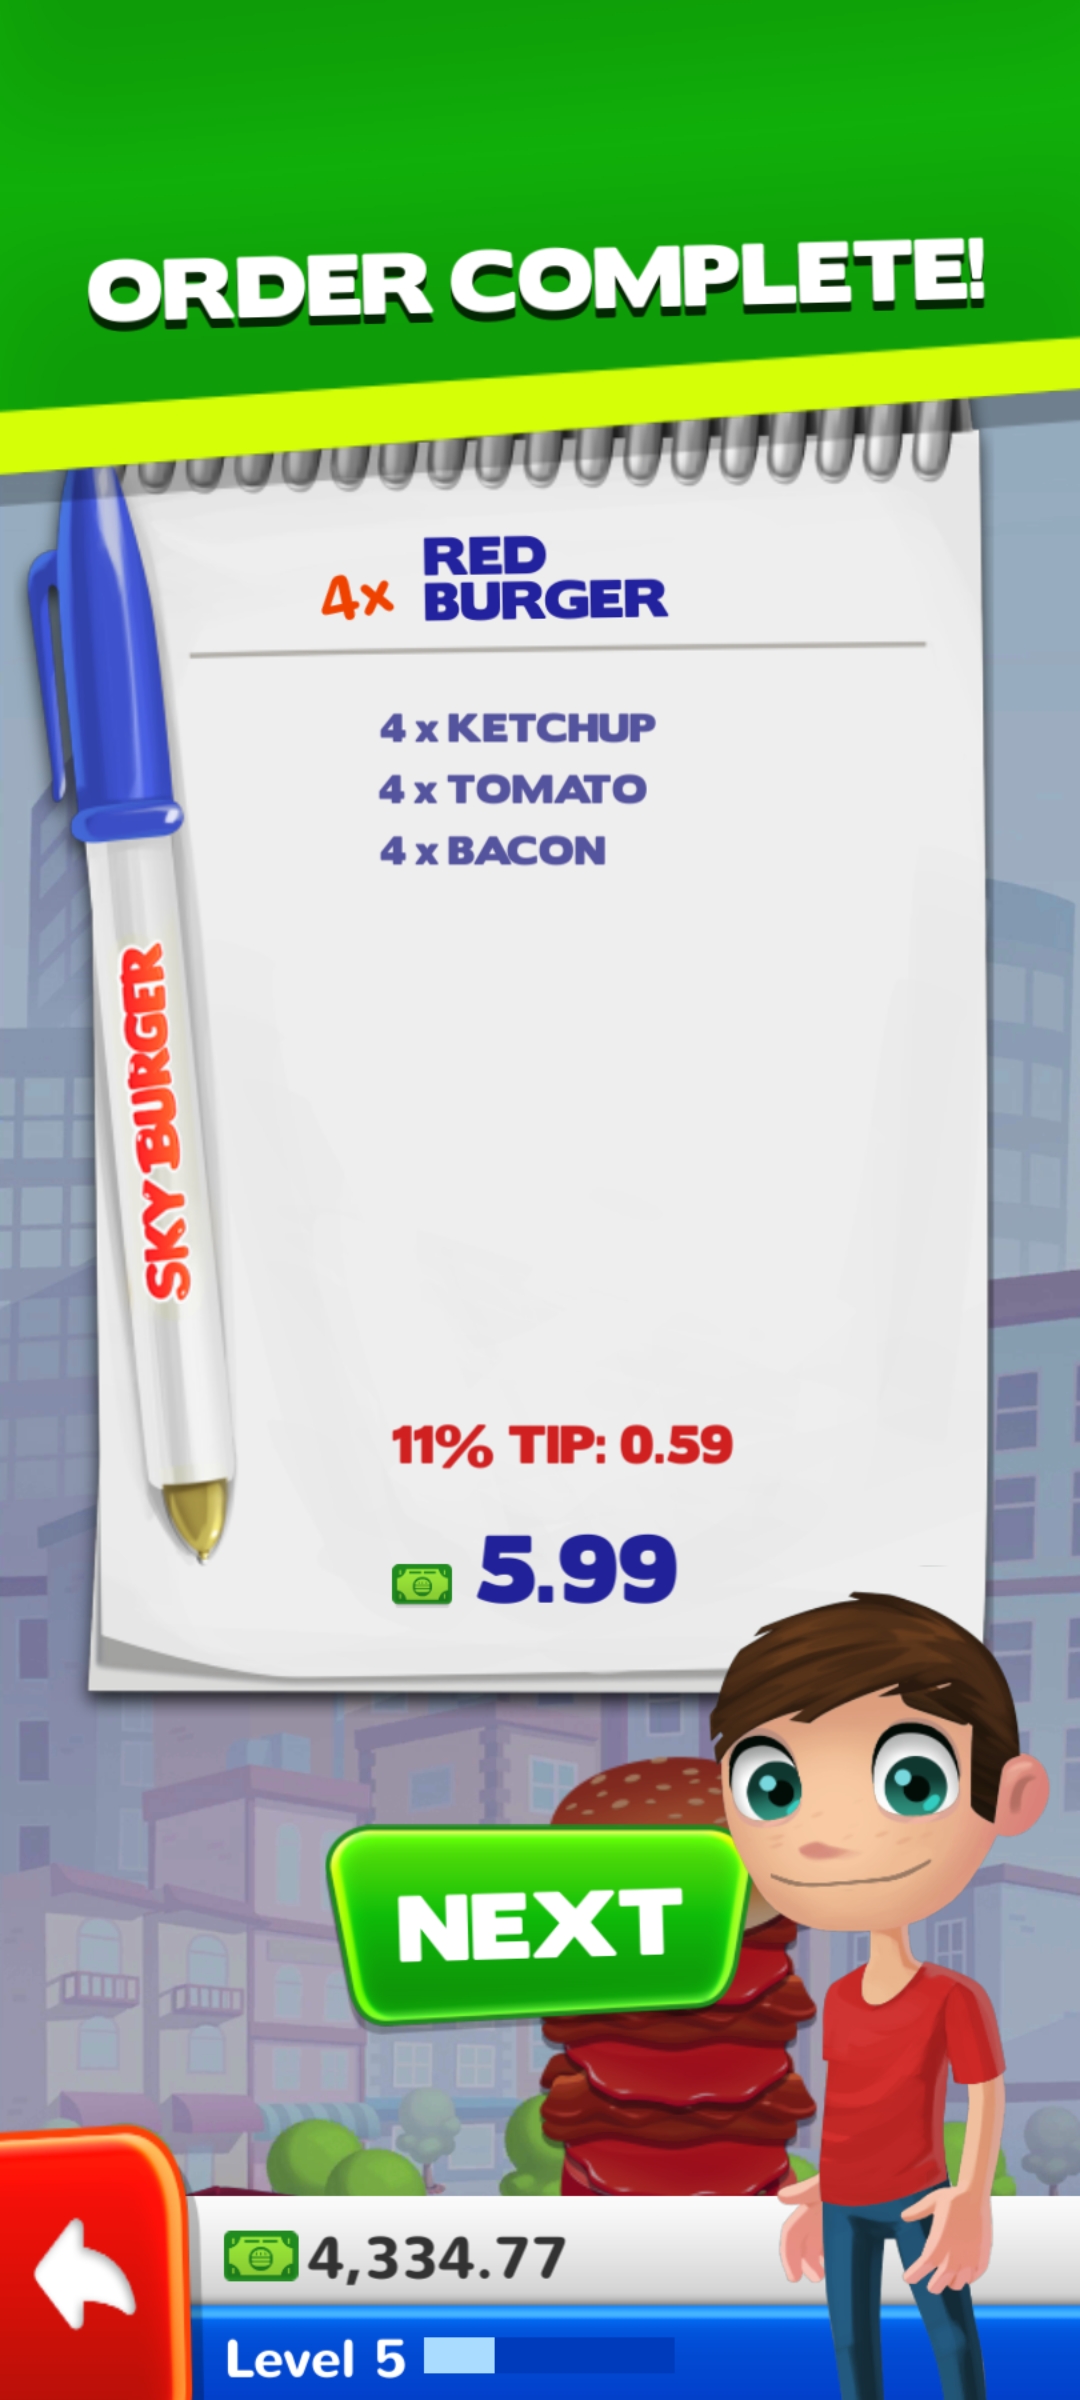 ORDER COMPLETE!
4x RED
BURGER
4 x KETCHUP
4 x TOMATO
4 x BACON
SKY BURGER
11% TIP: 0.59
5.99
NEXT
4,334.77
Level 5